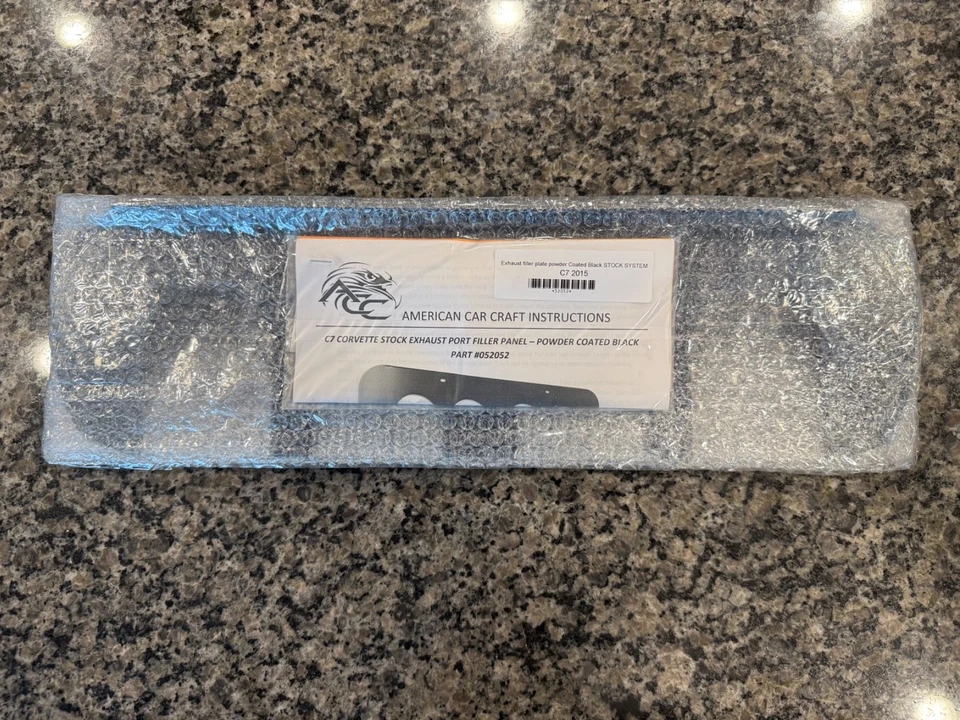 Exhaust filler plate powder Coated Black STOCK SYSTEM
C7 2015
ACC
AMERICAN CAR CRAFT INSTRUCTIONS
C7 CORVETTE STOCK EXHAUST PORT FILLER PANEL – POWDER COATED BLACK
PART #052052